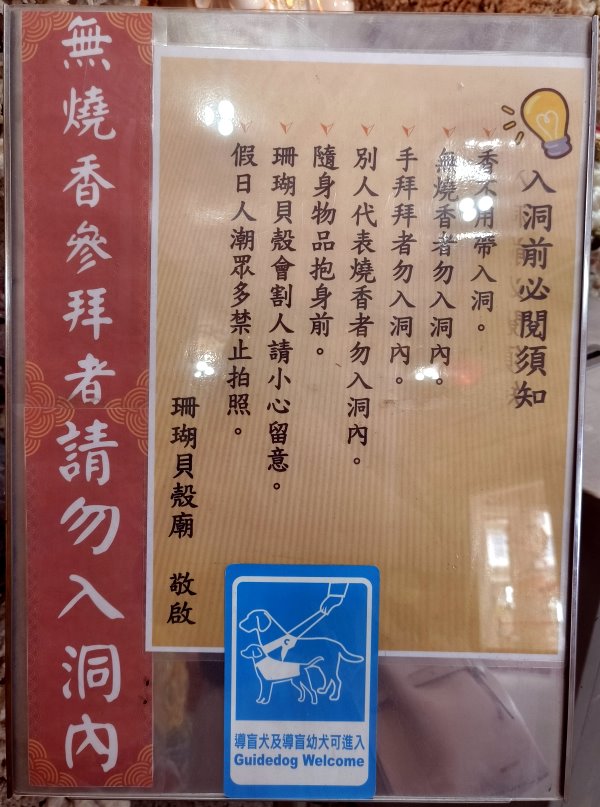 入洞前必閱須知
香不用帶入洞。
無燒香者勿入洞內。
手拜拜者勿入洞內。
別人代表燒香者勿入洞內。
隨身物品抱身前。
珊瑚貝殼會割人請小心留意。
假日人潮眾多禁止拍照。
珊瑚貝殼廟 敬啟
無燒香參拜者請勿入洞內
導盲犬及導盲幼犬可進入
Guidedog Welcome